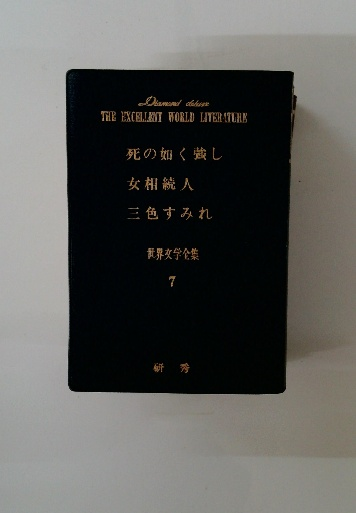 Diamond deluxe
THE EXCELLENT WORLD LITERATURE
死の如く強し
女相続人
三色すみれ
世界文学全集
7
研秀